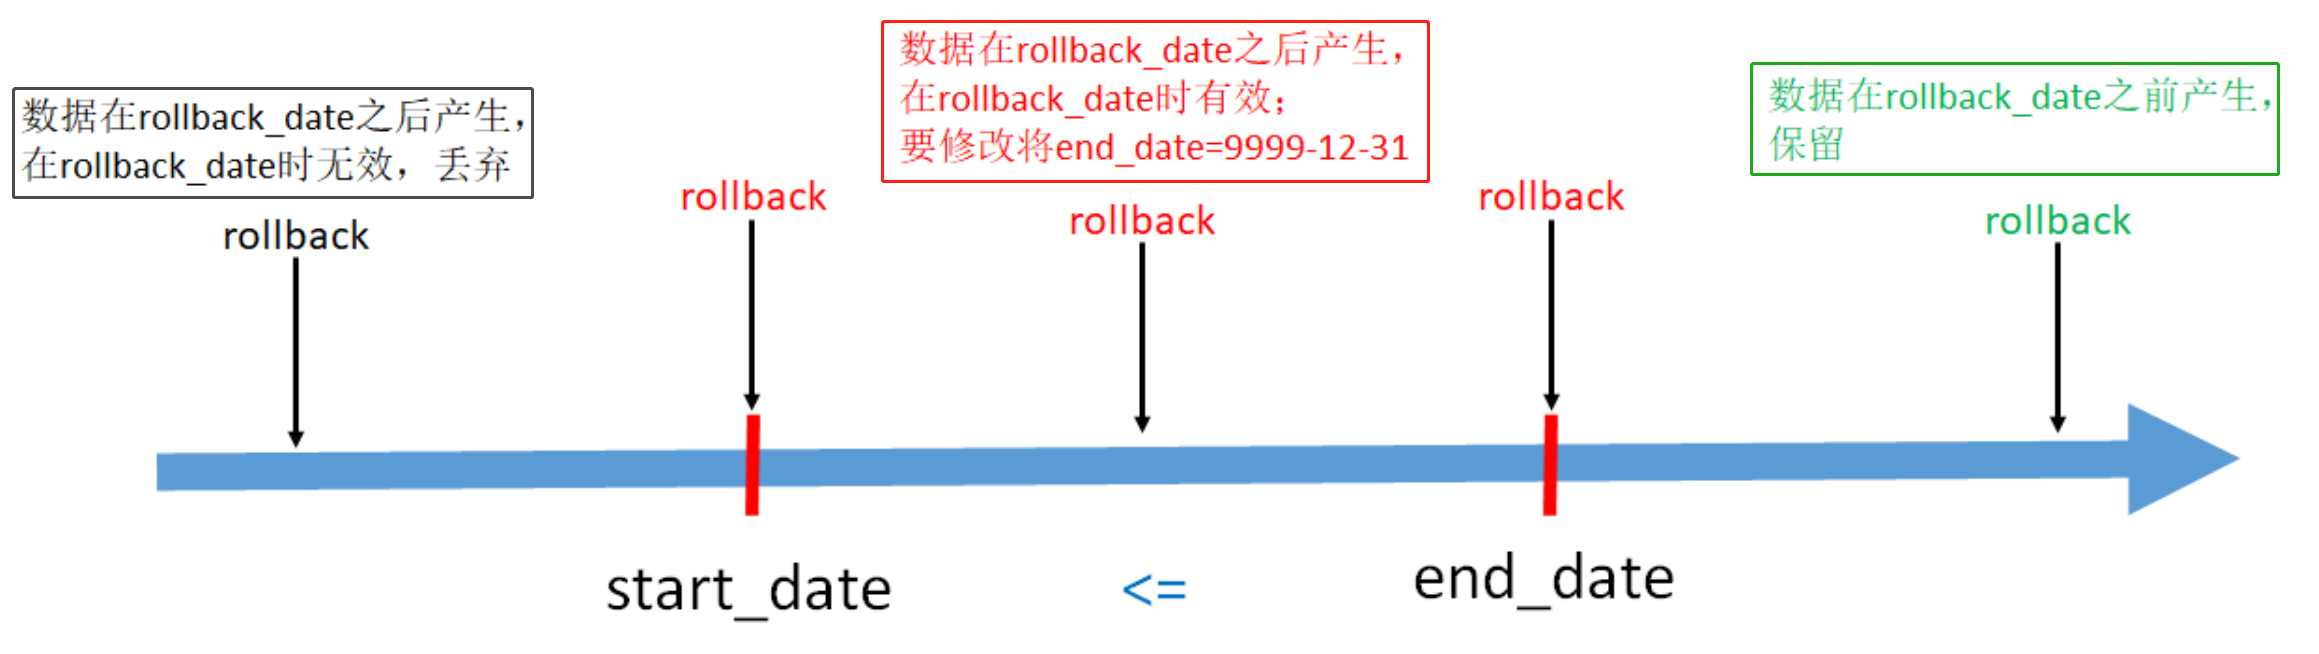 数据在rollback_date之后产生，
在rollback_date时无效，丢弃
rollback
rollback
数据在rollback_date之后产生，
在rollback_date时有效；
要修改将end_date=9999-12-31
rollback
rollback
数据在rollback_date之前产生，
保留
rollback
start_date
<=
end_date